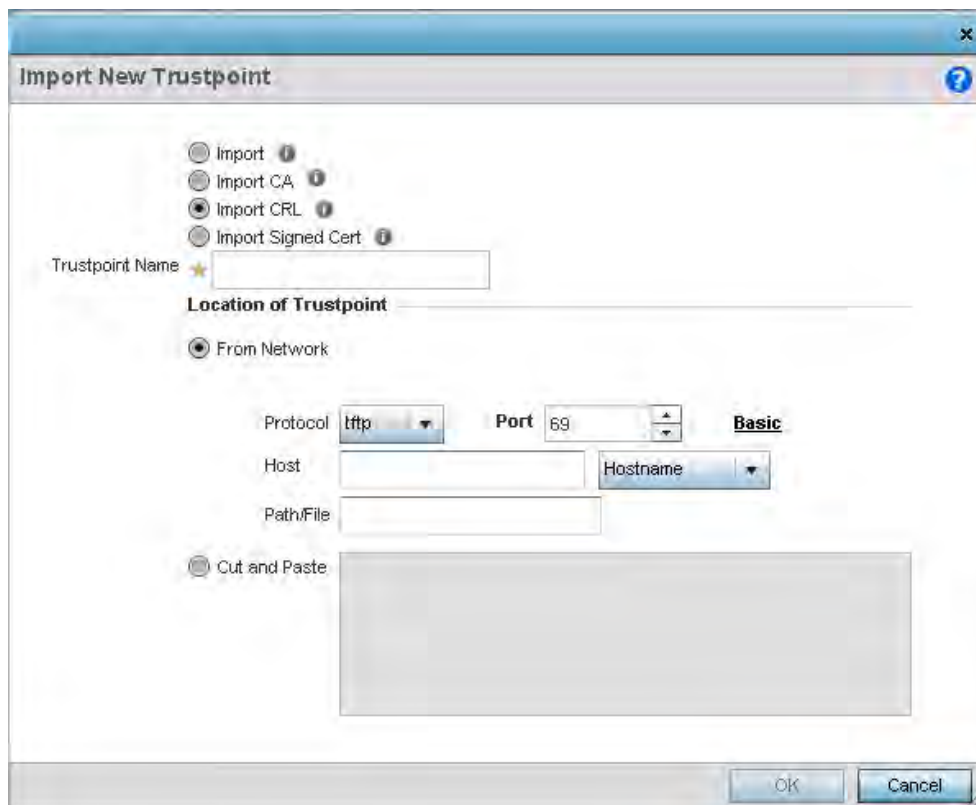 Import New Trustpoint
Import
Import CA
Import CRL
Import Signed Cert
Trustpoint Name
Location of Trustpoint
From Network
Protocol tftp Port 69 Basic
Host Hostname
Path/File
Cut and Paste
OK Cancel